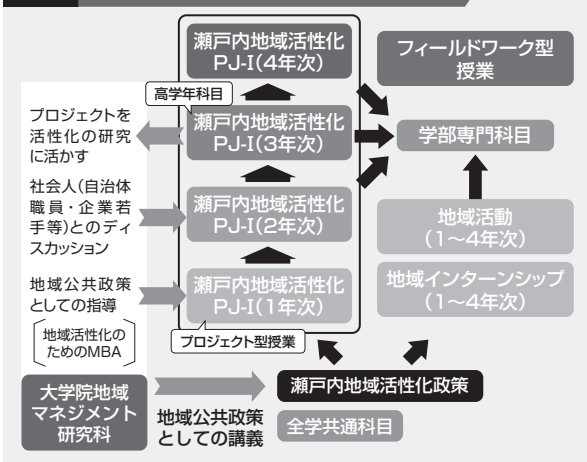 瀬戸内地域活性化
PJ-I(4年次)
フィールドワーク型
授業
高学年科目
プロジェクトを
活性化の研究
に活かす
瀬戸内地域活性化
PJ-I(3年次)
学部専門科目
社会人(自治体
職員・企業若
手等)とのディ
スカッション
瀬戸内地域活性化
PJ-I(2年次)
地域活動
(1〜4年次)
地域公共政策
としての指導
瀬戸内地域活性化
PJ-I(1年次)
地域インターンシップ
(1〜4年次)
地域活性化の
ためのMBA
プロジェクト型授業
大学院地域
マネジメント
研究科
瀬戸内地域活性化政策
地域公共政策
としての講義
全学共通科目